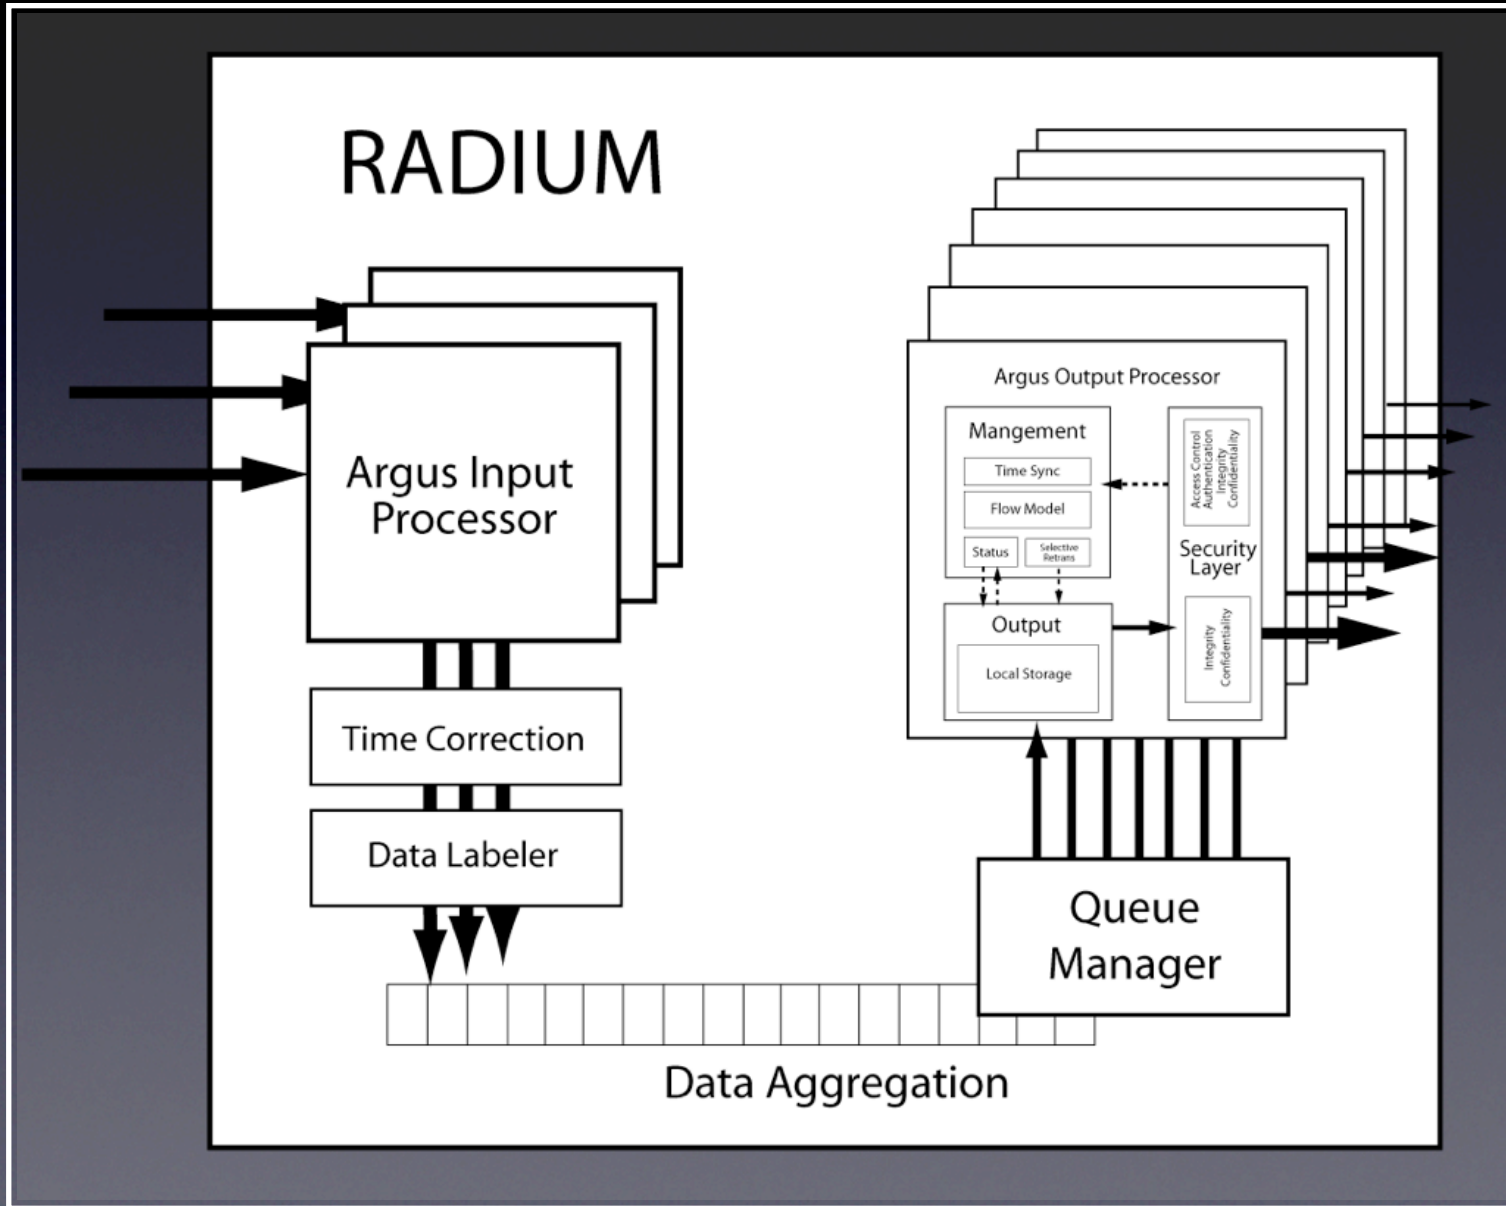 RADIUM
Argus Input
Processor
Time Correction
Data Labeler
Data Aggregation
Queue
Manager
Argus Output Processor
Mangement
Time Sync
Flow Model
Status
Selective
Retrans
Output
Local Storage
Access Control
Authentication
Integrity
Confidentiality
Security
Layer
Integrity
Confidentiality